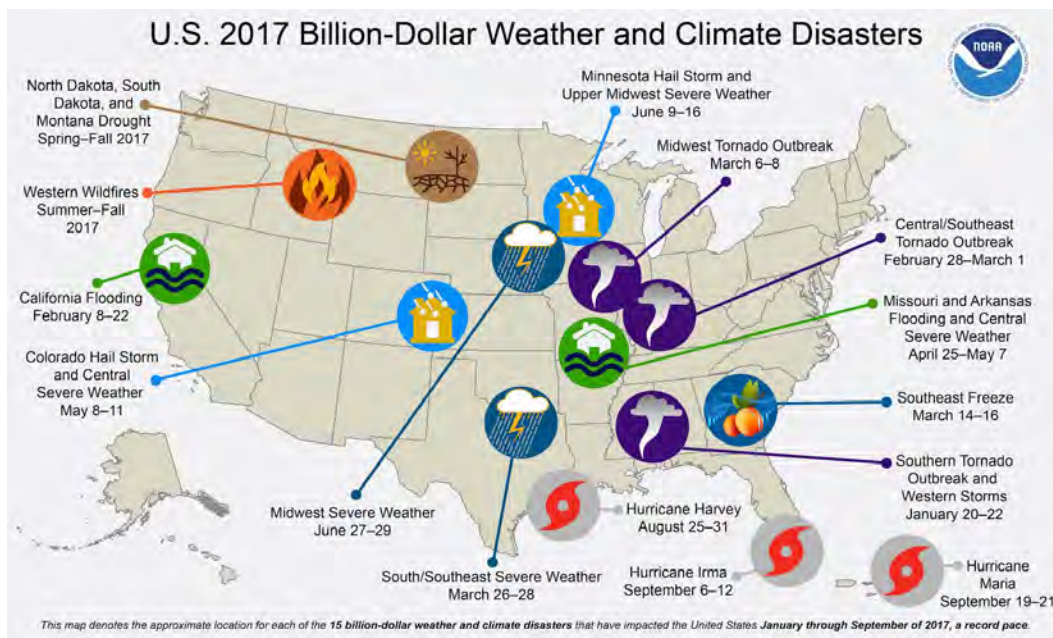 U.S. 2017 Billion-Dollar Weather and Climate Disasters
NOAA
North Dakota, South
Dakota, and
Montana Drought
Spring–Fall 2017
Minnesota Hail Storm and
Upper Midwest Severe Weather
June 9–16
Midwest Tornado Outbreak
March 6–8
Western Wildfires
Summer–Fall
2017
Central/Southeast
Tornado Outbreak
February 28–March 1
California Flooding
February 8–22
Missouri and Arkansas
Flooding and Central
Severe Weather
April 25–May 7
Colorado Hail Storm
and Central
Severe Weather
May 8–11
Southeast Freeze
March 14–16
Southern Tornado
Outbreak and
Western Storms
January 20–22
Midwest Severe Weather
June 27–29
Hurricane Harvey
August 25–31
South/Southeast Severe Weather
March 26–28
Hurricane Irma
September 6–12
Hurricane
Maria
September 19–21
This map denotes the approximate location for each of the 15 billion-dollar weather and climate disasters that have impacted the United States January through September of 2017, a record pace.